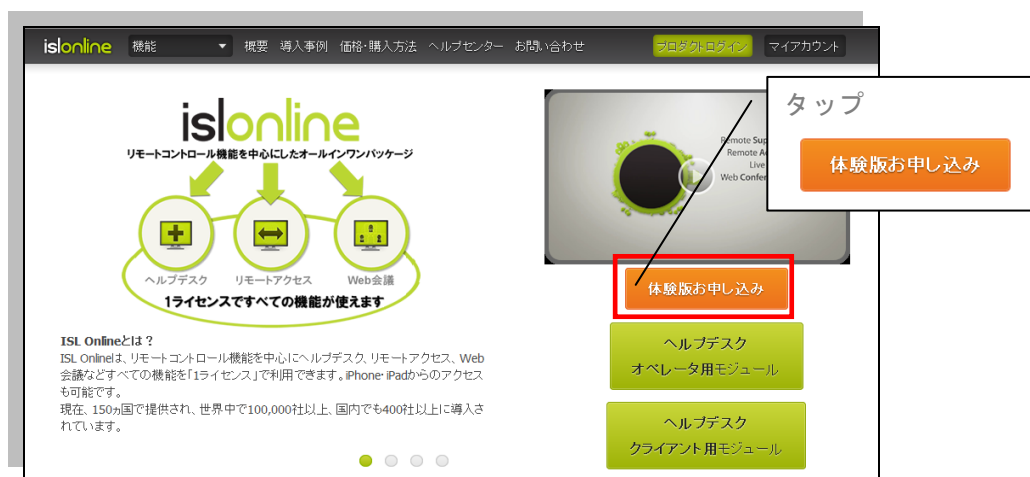 islonline 機能 概要 導入事例 価格・購入方法 ヘルプセンター お問い合わせ プロダクトログイン マイアカウント
タップ
体験版お申し込み
islonline
リモートコントロール機能を中心にしたオールインワンパッケージ
Remote
Remote
Live
Web
ヘルプデスク リモートアクセス Web会議
1ライセンスですべての機能が使えます
体験版お申し込み
ISL Onlineとは？
ISL Onlineは、リモートコントロール機能を中心にヘルプデスク、リモートアクセス、Web
会議などすべての機能を「1ライセンス」で利用できます。iPhone・iPadからのアクセス
も可能です。
現在、150ヵ国で提供され、世界中で100,000社以上、国内でも400社以上に導入さ
れています。
ヘルプデスク
オペレータ用モジュール
ヘルプデスク
クライアント用モジュール